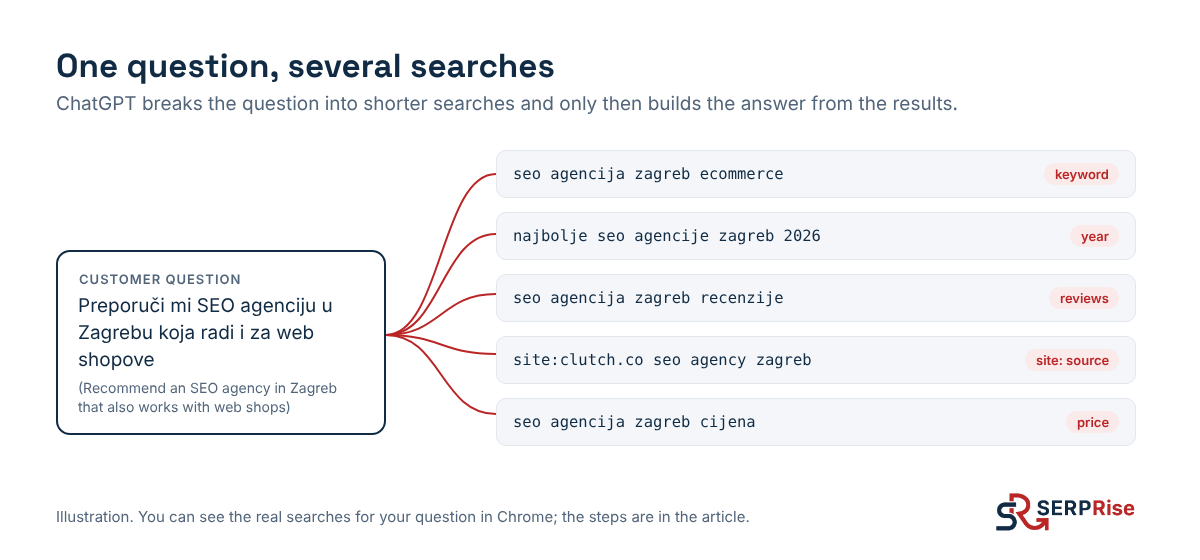 One question, several searches
ChatGPT breaks the question into shorter searches and only then builds the answer from the results.
CUSTOMER QUESTION
Preporuči mi SEO agenciju u
Zagrebu koja radi i za web
shopove
(Recommend an SEO agency in Zagreb
that also works with web shops)
seo agencija zagreb ecommerce keyword
najbolje seo agencije zagreb 2026 year
seo agencija zagreb recenzije reviews
site:clutch.co seo agency zagreb site: source
seo agencija zagreb cijena price
Illustration. You can see the real searches for your question in Chrome; the steps are in the article.
SERPRise